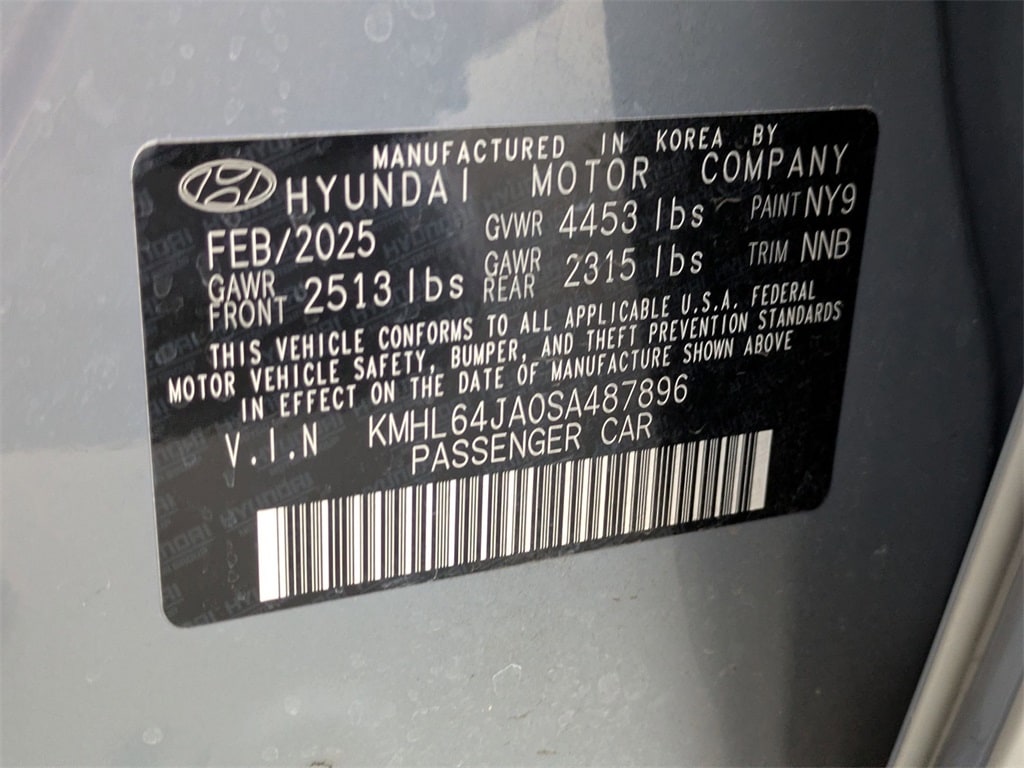 MANUFACTURED IN KOREA BY
HYUNDAI MOTOR COMPANY
FEB/2025 GVWR 4453 lbs PAINT NY9
GAWR FRONT 2513 lbs GAWR REAR 2315 lbs TRIM NNB
THIS VEHICLE CONFORMS TO ALL APPLICABLE U.S.A. FEDERAL
MOTOR VEHICLE SAFETY, BUMPER, AND THEFT PREVENTION STANDARDS
IN EFFECT ON THE DATE OF MANUFACTURE SHOWN ABOVE
V.I.N KMHL64JA0SA487896
PASSENGER CAR